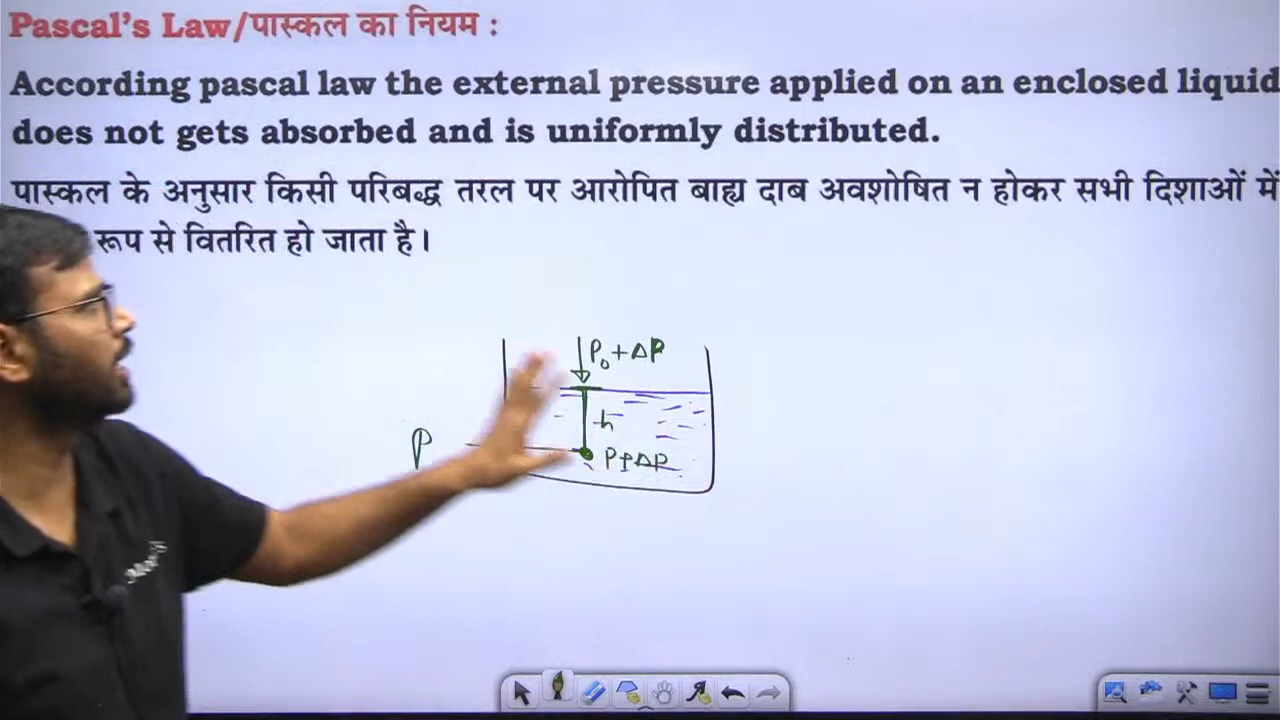 Pascal's Law/पास्कल का नियम :
According pascal law the external pressure applied on an enclosed liquid
does not gets absorbed and is uniformly distributed.
पास्कल के अनुसार किसी परिबद्ध तरल पर आरोपित बाह्य दाब अवशोषित न होकर सभी दिशाओं में
रूप से वितरित हो जाता है।
P₀ + ΔP
h
P
P+ΔP